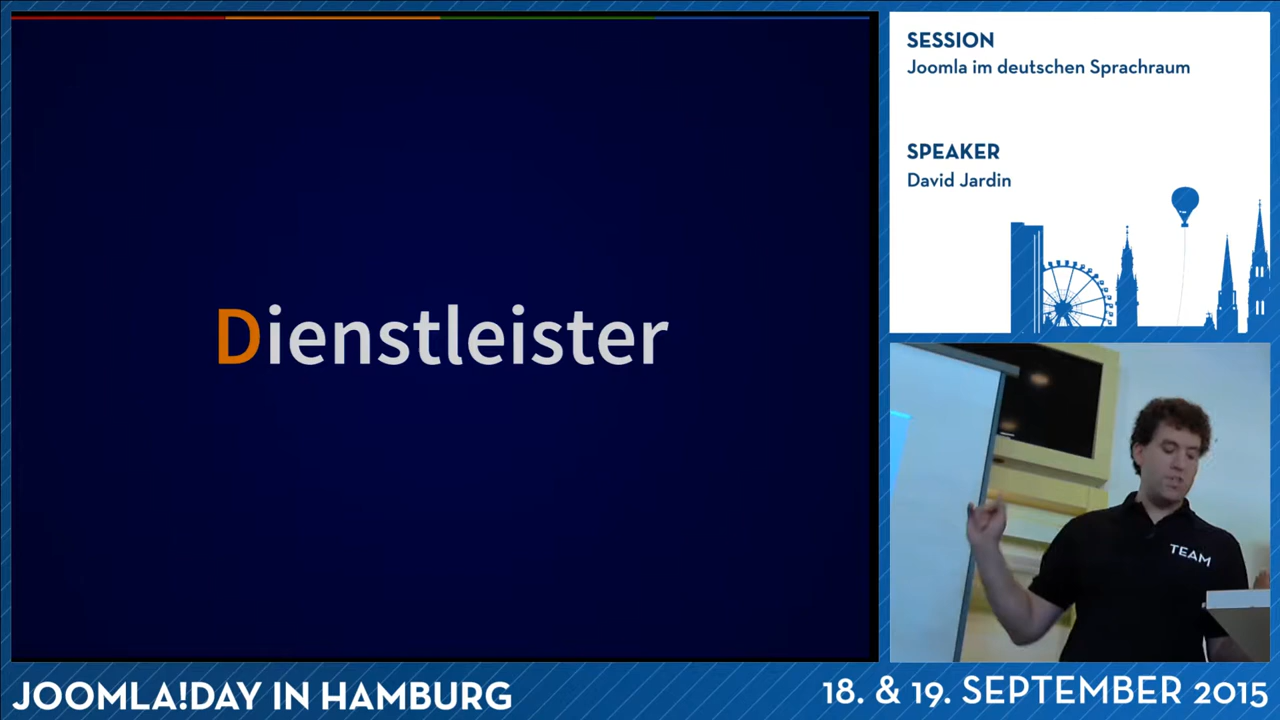 Dienstleister
SESSION
Joomla im deutschen Sprachraum
SPEAKER
David Jardin
TEAM
JOOMLA!DAY IN HAMBURG
18. & 19. SEPTEMBER 2015